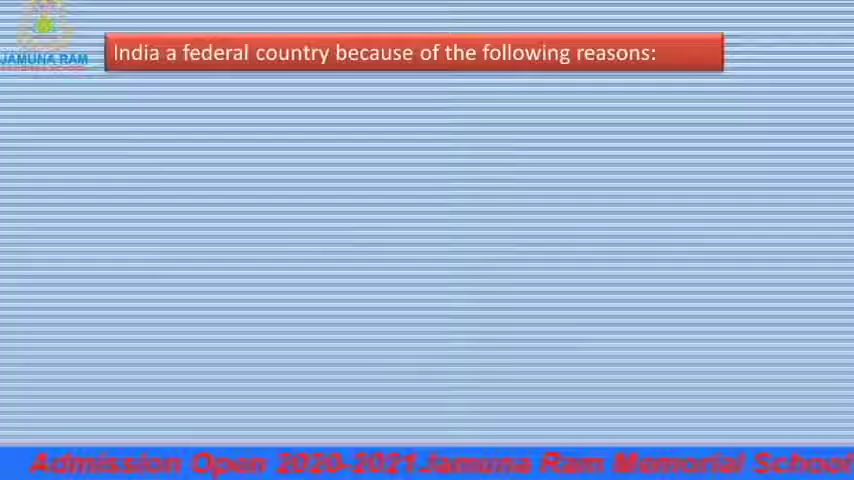 JAMUNA RAM
India a federal country because of the following reasons:
Admission Open 2020-2021 Jamuna Ram Memorial School